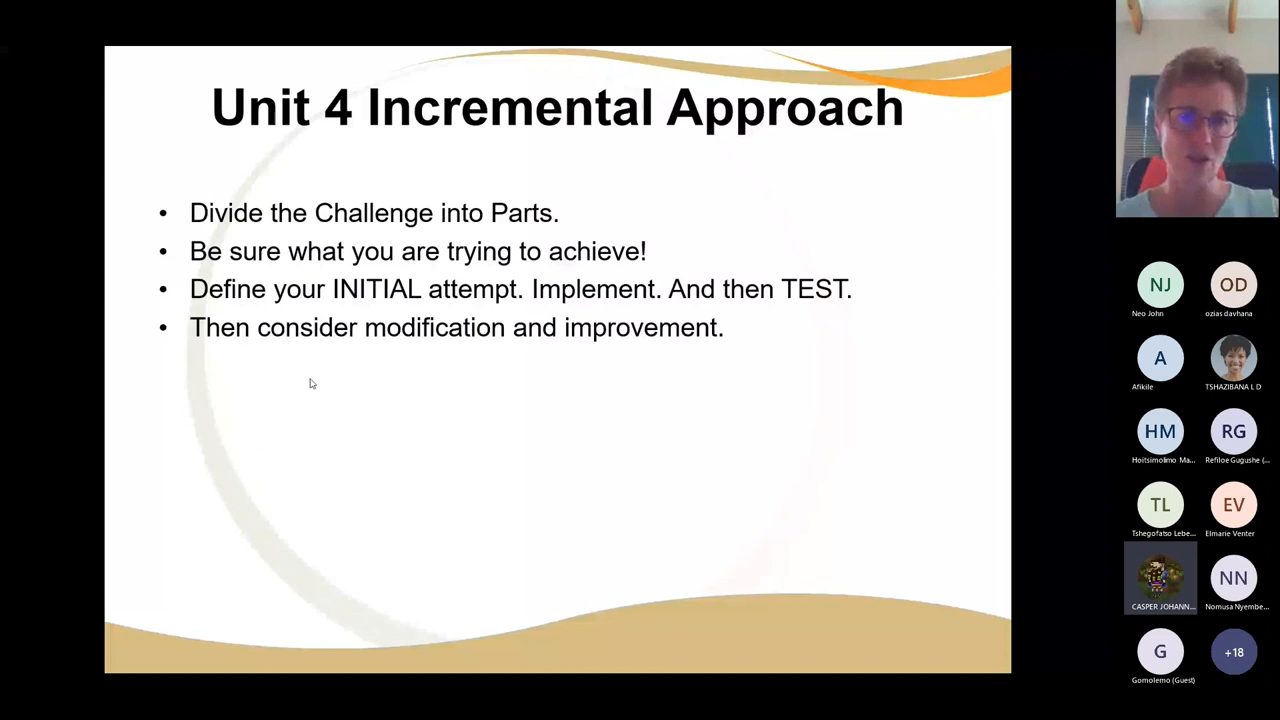 Unit 4 Incremental Approach
• Divide the Challenge into Parts.
• Be sure what you are trying to achieve!
• Define your INITIAL attempt. Implement. And then TEST.
• Then consider modification and improvement.
NJ
OD
Neo John
ozias davhana
A
Afikile
TSHAZIBANA L D
HM
RG
Hoitsimolimo Ma...
Refiloe Gugushe (...
TL
EV
Tshegofatso Lebe...
Elmarie Venter
NN
CASPER JOHANN...
Nomusa Nyembe...
G
+18
Gomolemo (Guest)